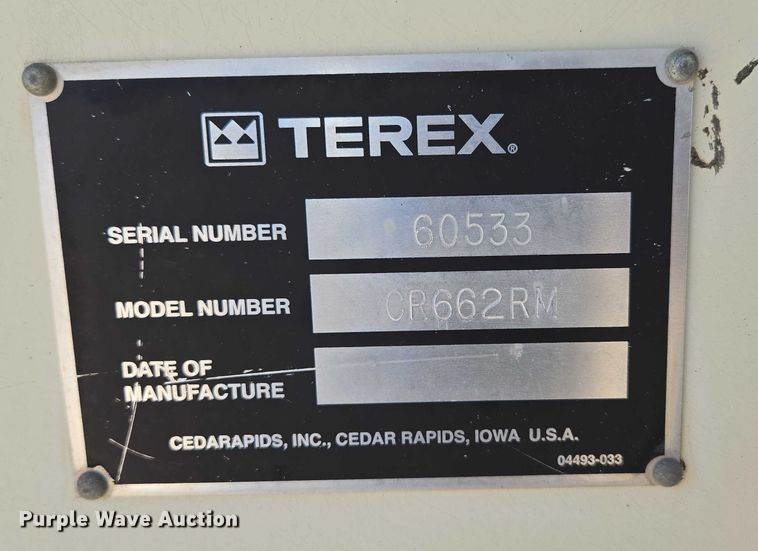 TEREX®
SERIAL NUMBER 60533
MODEL NUMBER CR662RM
DATE OF
MANUFACTURE
CEDARAPIDS, INC., CEDAR RAPIDS, IOWA U.S.A.
04493-033
Purple Wave Auction